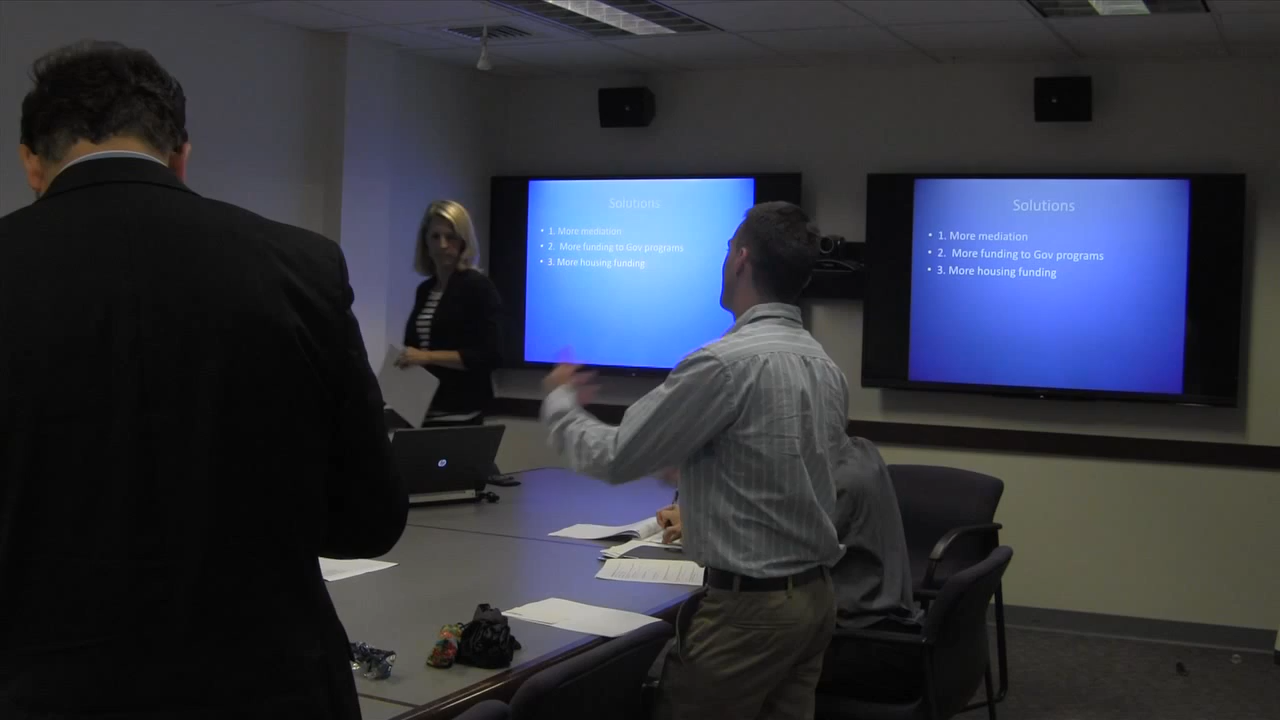 Solutions
• 1. More mediation
• 2. More funding to Gov programs
• 3. More housing funding
Solutions
• 1. More mediation
• 2. More funding to Gov programs
• 3. More housing funding
hp